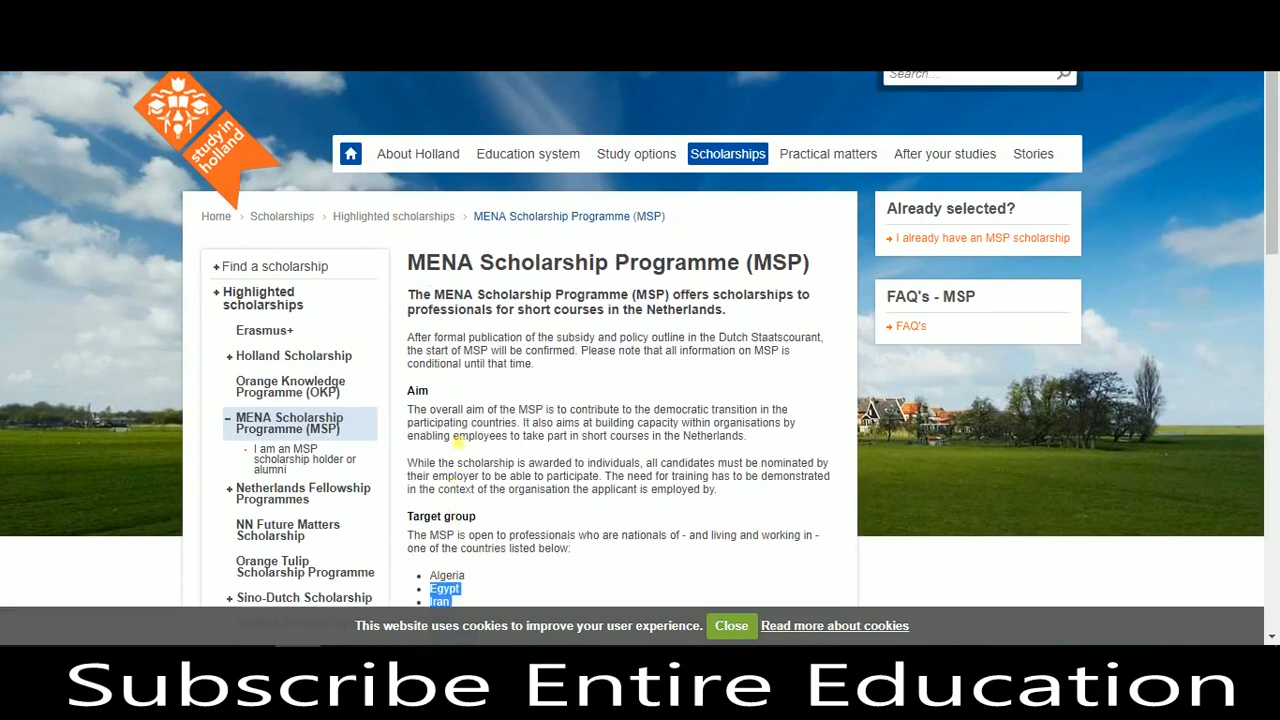 Search...
study in
holland
About Holland
Education system
Study options
Scholarships
Practical matters
After your studies
Stories
Home › Scholarships › Highlighted scholarships › MENA Scholarship Programme (MSP)
Find a scholarship
Highlighted
scholarships
Erasmus+
Holland Scholarship
Orange Knowledge
Programme (OKP)
MENA Scholarship
Programme (MSP)
I am an MSP
scholarship holder or
alumni
Netherlands Fellowship
Programmes
NN Future Matters
Scholarship
Orange Tulip
Scholarship Programme
Sino-Dutch Scholarship
MENA Scholarship Programme (MSP)
The MENA Scholarship Programme (MSP) offers scholarships to
professionals for short courses in the Netherlands.
After formal publication of the subsidy and policy outline in the Dutch Staatscourant,
the start of MSP will be confirmed. Please note that all information on MSP is
conditional until that time.
Aim
The overall aim of the MSP is to contribute to the democratic transition in the
participating countries. It also aims at building capacity within organisations by
enabling employees to take part in short courses in the Netherlands.
While the scholarship is awarded to individuals, all candidates must be nominated by
their employer to be able to participate. The need for training has to be demonstrated
in the context of the organisation the applicant is employed by.
Target group
The MSP is open to professionals who are nationals of - and living and working in -
one of the countries listed below:
Algeria
Egypt
Iran
Already selected?
I already have an MSP scholarship
FAQ's - MSP
FAQ's
This website uses cookies to improve your user experience. Close Read more about cookies
Subscribe Entire Education